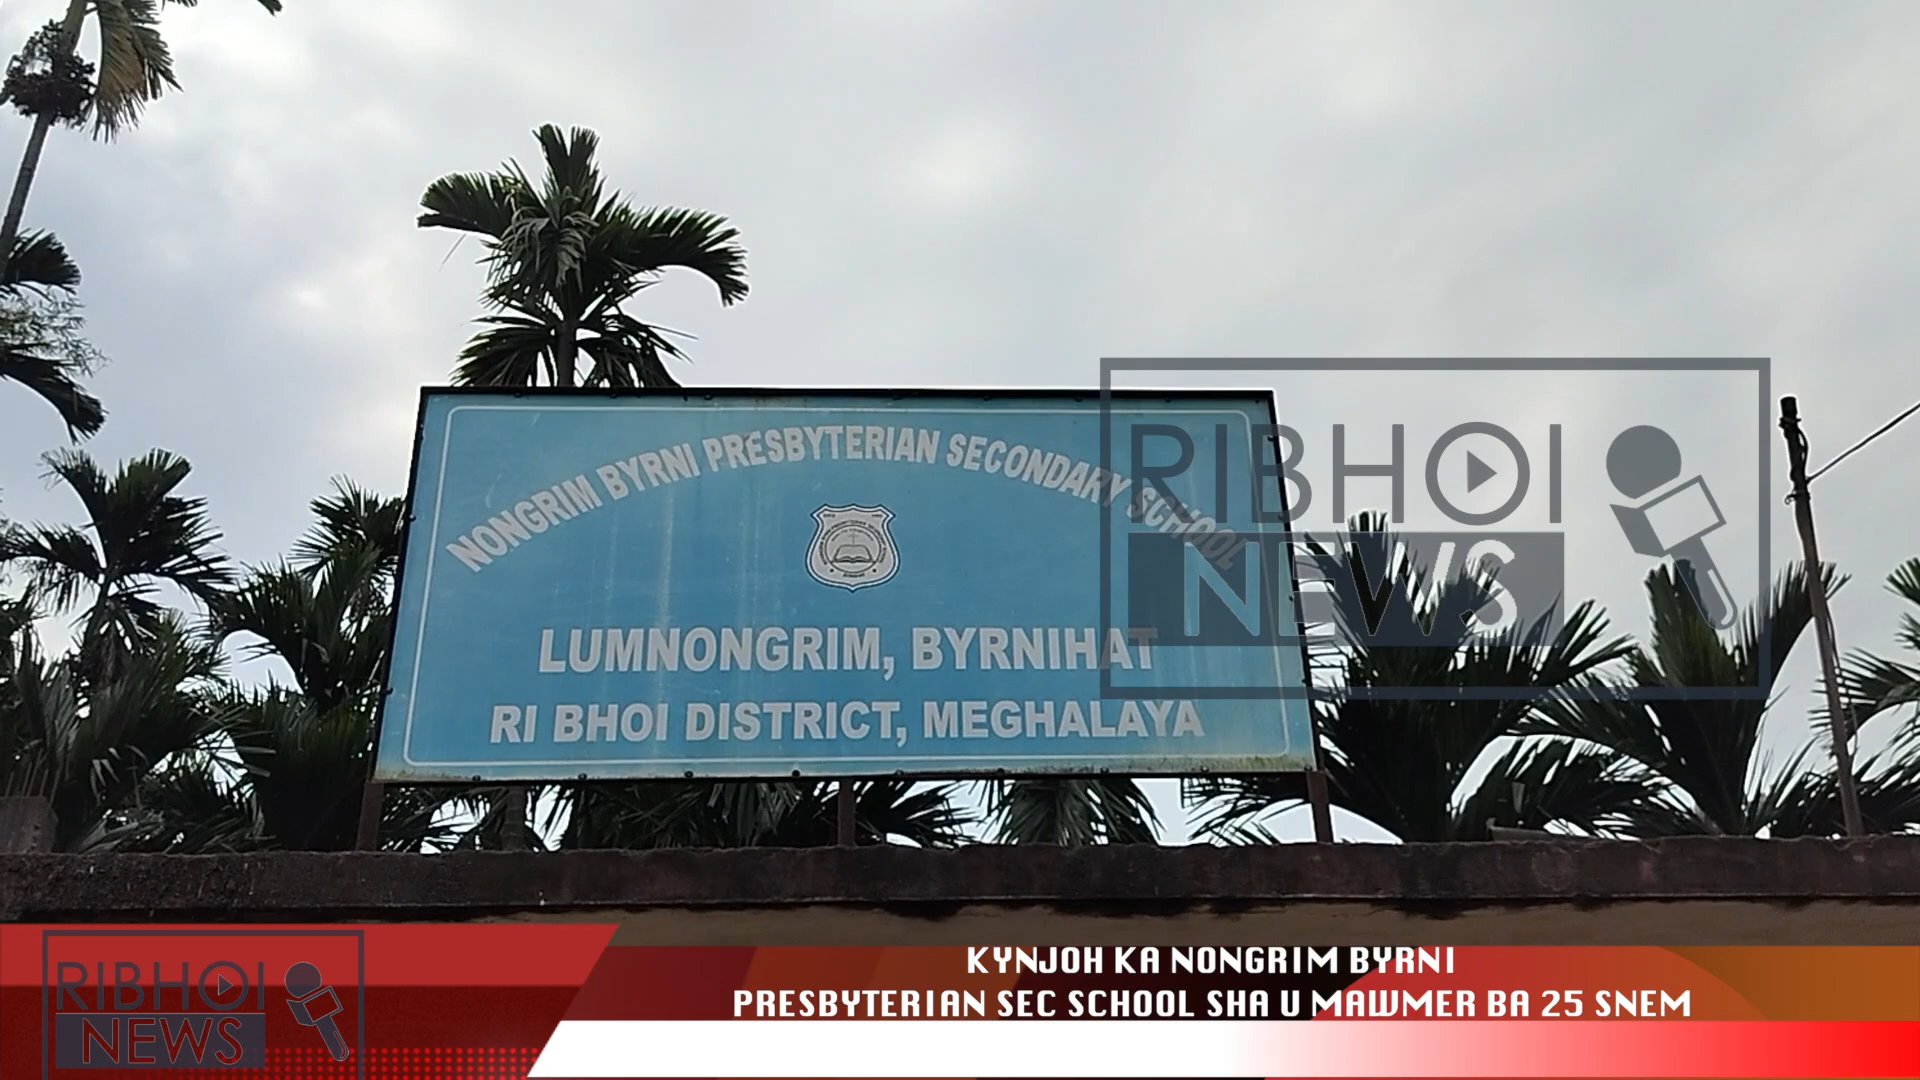 NONGRIM BYRNI PRESBYTERIAN SECONDARY SCHOOL
LUMNONGRIM, BYRNIHAT
RI BHOI DISTRICT, MEGHALAYA
RIBHOI
NEWS
RIBHOI
NEWS
KYNJOH KA NONGRIM BYRNI
PRESBYTERIAN SEC SCHOOL SHA U MAWMER BA 25 SNEM